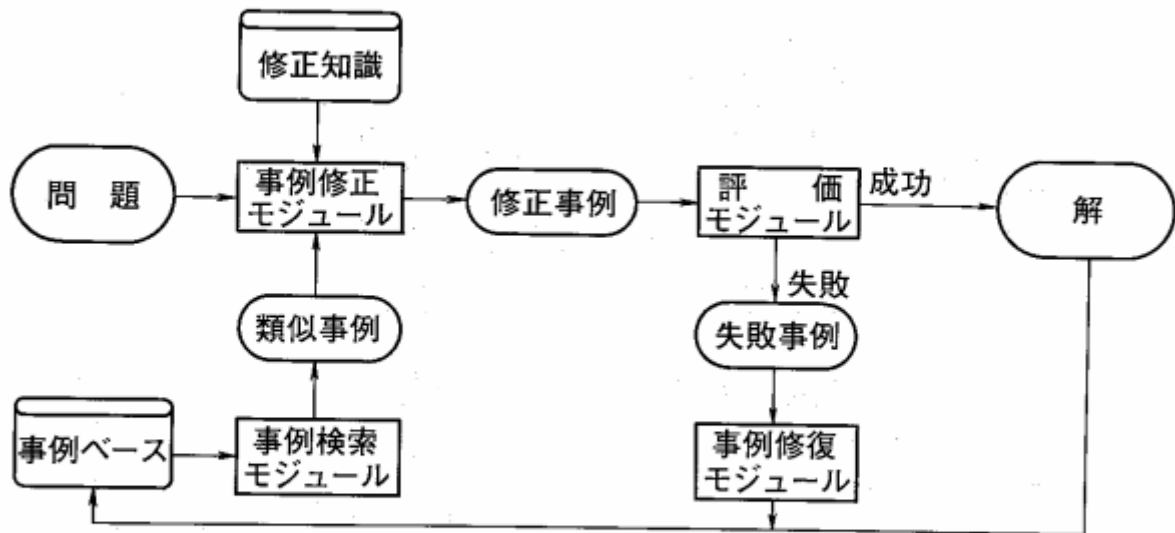 修正知識
問 題
事例修正
モジュール
修正事例
評 価
モジュール
成功
解
失敗
類似事例
失敗事例
事例ベース
事例検索
モジュール
事例修復
モジュール